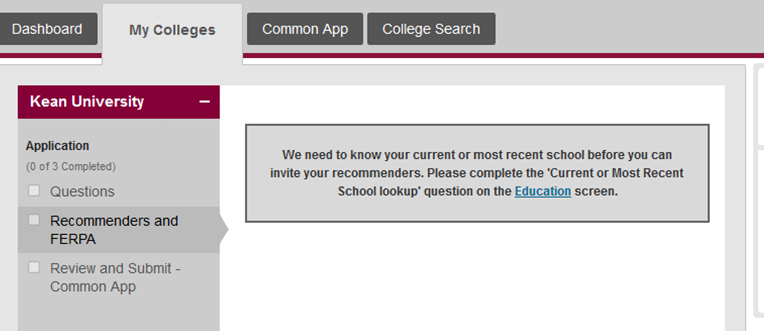 Dashboard
My Colleges
Common App
College Search
Kean University
Application
(0 of 3 Completed)
Questions
Recommenders and
FERPA
Review and Submit -
Common App
We need to know your current or most recent school before you can
invite your recommenders. Please complete the 'Current or Most Recent
School lookup' question on the Education screen.